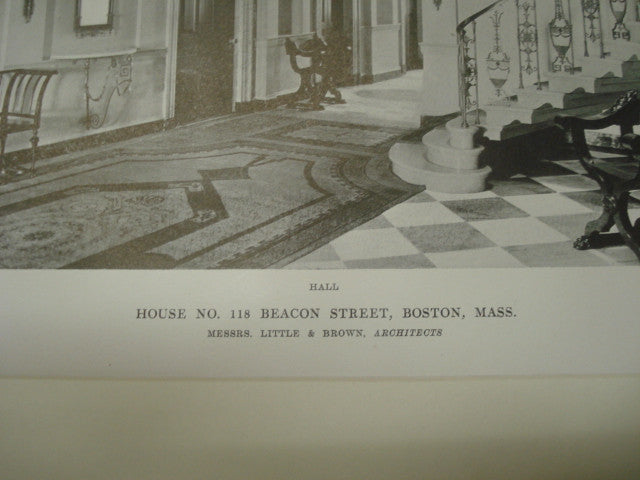 HALL
HOUSE NO. 118 BEACON STREET, BOSTON, MASS.
MESSRS. LITTLE & BROWN, ARCHITECTS